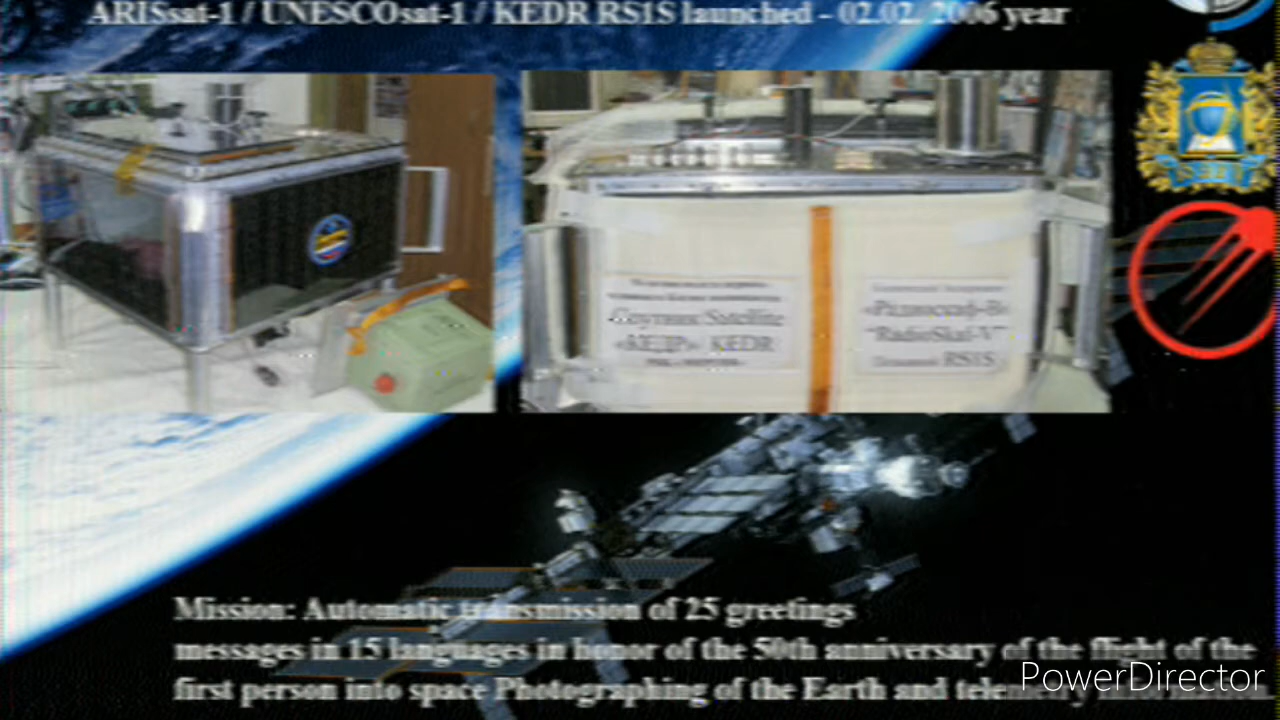 ARISsat-1 / UNESCOsat-1 / KEDR RS1S launched - 02.02. 2006 year
Спутник/Satellite
«КЕДР»/ KEDR
«Радиоскаф-В»
"RadioSkaf-V"
RS1S
Mission: Automatic transmission of 25 greetings
messages in 15 languages in honor of the 50th anniversary of the flight of the
first person into space Photographing of the Earth and telemetry
PowerDirector